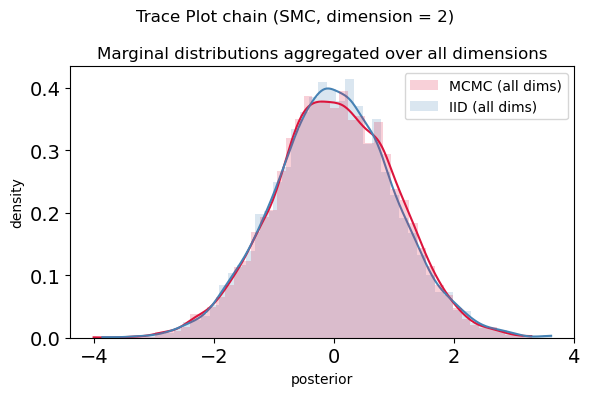 Trace Plot chain (SMC, dimension = 2)
Marginal distributions aggregated over all dimensions
MCMC (all dims)
IID (all dims)
density
0.4
0.3
0.2
0.1
0.0
−4
−2
0
2
4
posterior